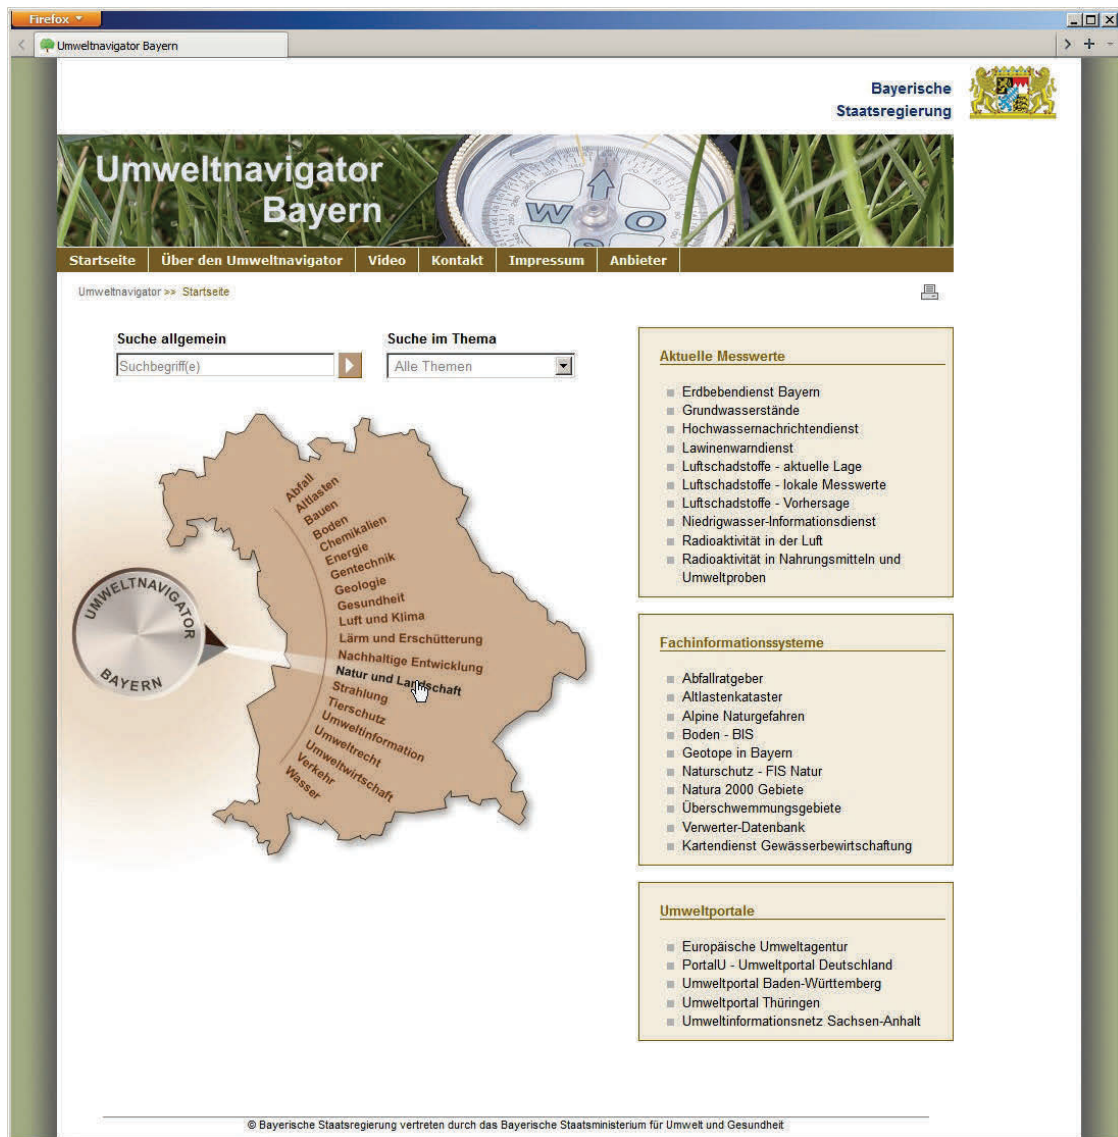 Firefox
Umweltnavigator Bayern
Bayerische
Staatsregierung
Umweltnavigator
Bayern
W O
S
Startseite Über den Umweltnavigator Video Kontakt Impressum Anbieter
Umweltnavigator >> Startseite
Suche allgemein
Suchbegriff(e)
Suche im Thema
Alle Themen
UMWELTNAVIGATOR
BAYERN
Abfall
Altlasten
Bauen
Boden
Chemikalien
Energie
Gentechnik
Geologie
Gesundheit
Luft und Klima
Lärm und Erschütterung
Nachhaltige Entwicklung
Natur und Landschaft
Strahlung
Tierschutz
Umweltinformation
Umweltrecht
Umweltwirtschaft
Verkehr
Wasser
Aktuelle Messwerte
Erdbebendienst Bayern
Grundwasserstände
Hochwassernachrichtendienst
Lawinenwarndienst
Luftschadstoffe - aktuelle Lage
Luftschadstoffe - lokale Messwerte
Luftschadstoffe - Vorhersage
Niedrigwasser-Informationsdienst
Radioaktivität in der Luft
Radioaktivität in Nahrungsmitteln und
Umweltproben
Fachinformationssysteme
Abfallratgeber
Altlastenkataster
Alpine Naturgefahren
Boden - BIS
Geotope in Bayern
Naturschutz - FIS Natur
Natura 2000 Gebiete
Überschwemmungsgebiete
Verwerter-Datenbank
Kartendienst Gewässerbewirtschaftung
Umweltportale
Europäische Umweltagentur
PortalU - Umweltportal Deutschland
Umweltportal Baden-Württemberg
Umweltportal Thüringen
Umweltinformationsnetz Sachsen-Anhalt
© Bayerische Staatsregierung vertreten durch das Bayerische Staatsministerium für Umwelt und Gesundheit